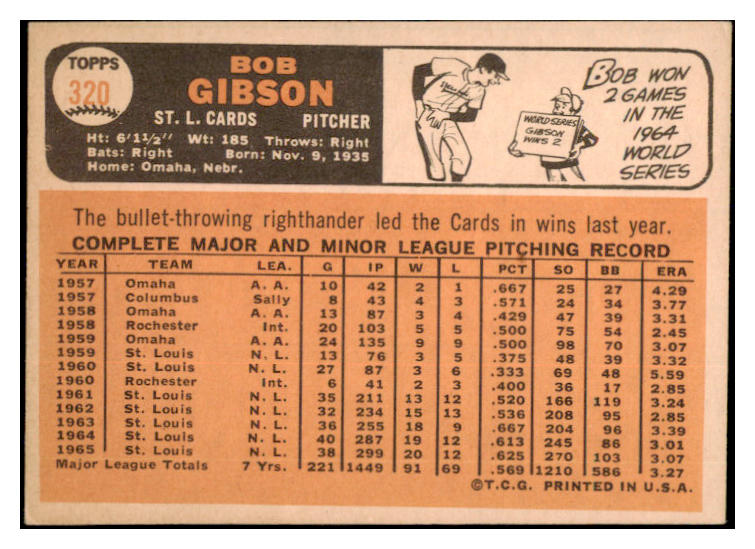 TOPPS
320
BOB
GIBSON
ST. L. CARDS PITCHER
Ht: 6'1½" Wt: 185 Throws: Right
Bats: Right Born: Nov. 9, 1935
Home: Omaha, Nebr.
WORLD SERIES
GIBSON
WINS 2
BOB WON
2 GAMES
IN THE
1964
WORLD
SERIES
The bullet-throwing righthander led the Cards in wins last year.
COMPLETE MAJOR AND MINOR LEAGUE PITCHING RECORD
YEAR TEAM LEA. G IP W L PCT SO BB ERA
1957 Omaha A. A. 10 42 2 1 .667 25 27 4.29
1957 Columbus Sally 8 43 4 3 .571 24 34 3.77
1958 Omaha A. A. 13 87 3 4 .429 47 39 3.31
1958 Rochester Int. 20 103 5 5 .500 75 54 2.45
1959 Omaha A. A. 24 135 9 9 .500 98 70 3.07
1959 St. Louis N. L. 13 76 3 5 .375 48 39 3.32
1960 St. Louis N. L. 27 87 3 6 .333 69 48 5.59
1960 Rochester Int. 6 41 2 3 .400 36 17 2.85
1961 St. Louis N. L. 35 211 13 12 .520 166 119 3.24
1962 St. Louis N. L. 32 234 15 13 .536 208 95 2.85
1963 St. Louis N. L. 36 255 18 9 .667 204 96 3.39
1964 St. Louis N. L. 40 287 19 12 .613 245 86 3.01
1965 St. Louis N. L. 38 299 20 12 .625 270 103 3.07
Major League Totals 7 Yrs. 221 1449 91 69 .569 1210 586 3.27
©T.C.G. PRINTED IN U.S.A.